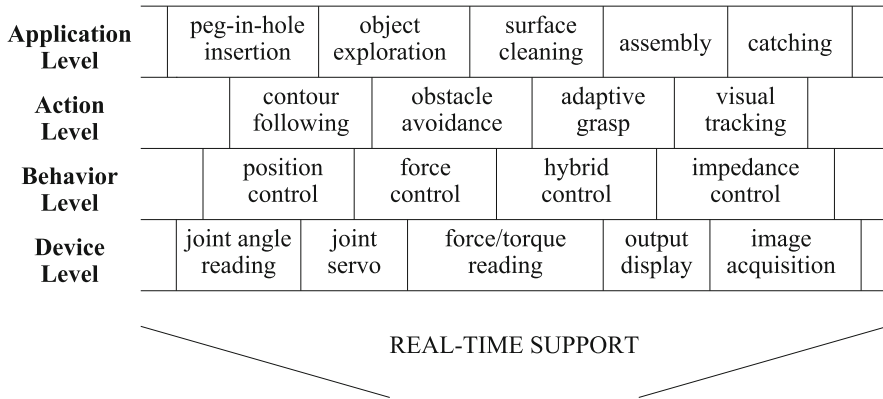 Application Level
peg-in-hole insertion
object exploration
surface cleaning
assembly
catching
Action Level
contour following
obstacle avoidance
adaptive grasp
visual tracking
Behavior Level
position control
force control
hybrid control
impedance control
Device Level
joint angle reading
joint servo
force/torque reading
output display
image acquisition
REAL-TIME SUPPORT